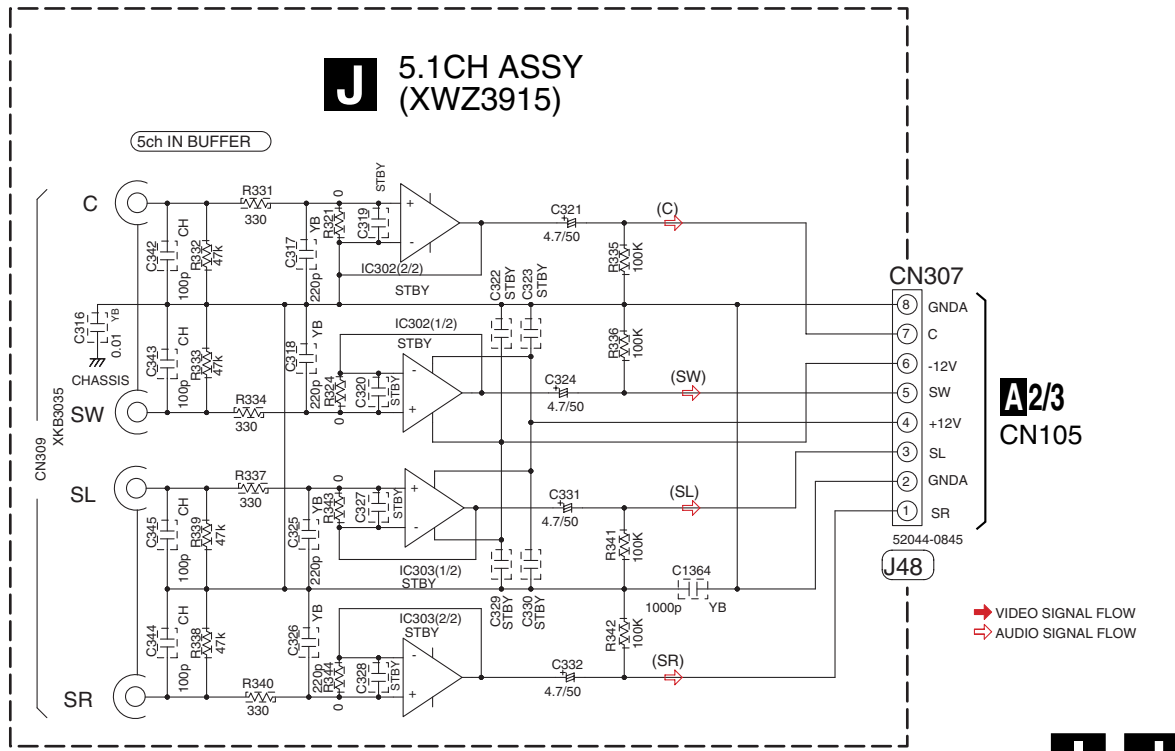 J
5.1CH ASSY
(XWZ3915)
5ch IN BUFFER
C
R331
330
C342
100p
CH
R332
47k
C317
YB
220p
R321
0
C319
STBY
+
-
IC302(2/2)
STBY
C321
+
4.7/50
(C)
R335
100K
C322
STBY
C323
STBY
C316
YB
0.01
CHASSIS
C343
100p
CH
R333
47k
C318
YB
220p
R324
0
C320
STBY
-
+
IC302(1/2)
STBY
C324
+
4.7/50
(SW)
R336
100K
SW
R334
330
CN309
XKB3035
SL
R337
330
C345
100p
CH
R339
47k
C325
YB
220p
R343
0
C327
STBY
+
-
IC303(1/2)
STBY
C331
+
4.7/50
(SL)
R341
100K
C329
STBY
C330
STBY
C1364
1000p
YB
C344
100p
CH
R338
47k
C326
YB
220p
R344
0
C328
STBY
-
+
IC303(2/2)
STBY
C332
+
4.7/50
(SR)
R342
100K
SR
R340
330
CN307
8 GNDA
7 C
6 -12V
5 SW
4 +12V
3 SL
2 GNDA
1 SR
52044-0845
J48
A 2/3
CN105
VIDEO SIGNAL FLOW
AUDIO SIGNAL FLOW